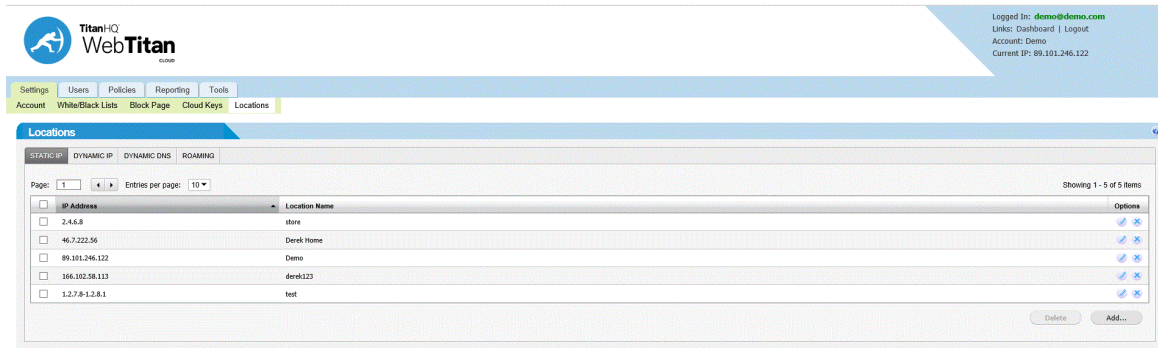 TitanHQ
WebTitan
CLOUD
Logged In: demo@demo.com
Links: Dashboard | Logout
Account: Demo
Current IP: 89.101.246.122
Settings Users Policies Reporting Tools
Account White/Black Lists Block Page Cloud Keys Locations
Locations
STATIC IP DYNAMIC IP DYNAMIC DNS ROAMING
Page: 1 Entries per page: 10 Showing 1 - 5 of 5 items
IP Address Location Name Options
2.4.6.8 store
46.7.222.56 Derek Home
89.101.246.122 Demo
166.102.58.113 derek123
1.2.7.8-1.2.8.1 test
Delete Add...